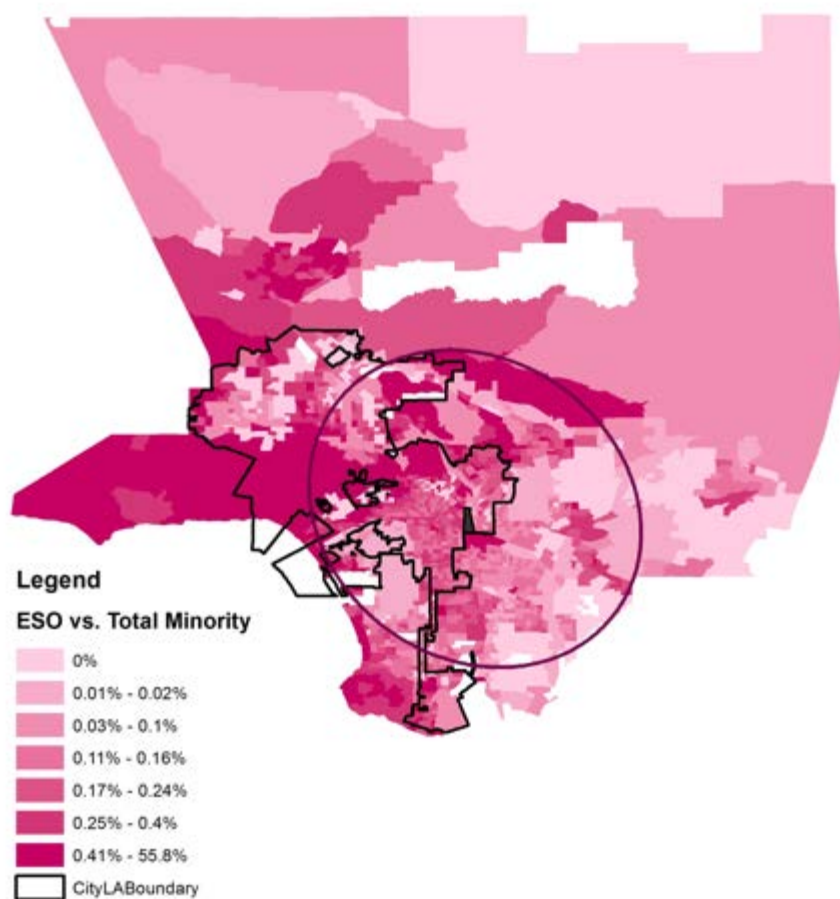 Legend
ESO vs. Total Minority
0%
0.01% - 0.02%
0.03% - 0.1%
0.11% - 0.16%
0.17% - 0.24%
0.25% - 0.4%
0.41% - 55.8%
CityLABoundary